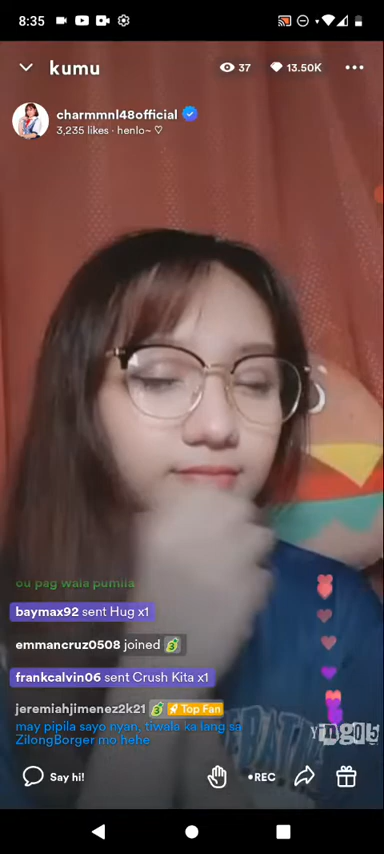 8:35
kumu
37
13.50K
charmmnl48official
3,235 likes · henlo~ ♡
ou pag wala pumila
baymax92 sent Hug x1
emmancruz0508 joined
frankcalvin06 sent Crush Kita x1
jeremiahjimenez2k21 Top Fan
may pipila sayo nyan, tiwala ka lang sa
ZilongBorger mo hehe
Say hi!
•REC